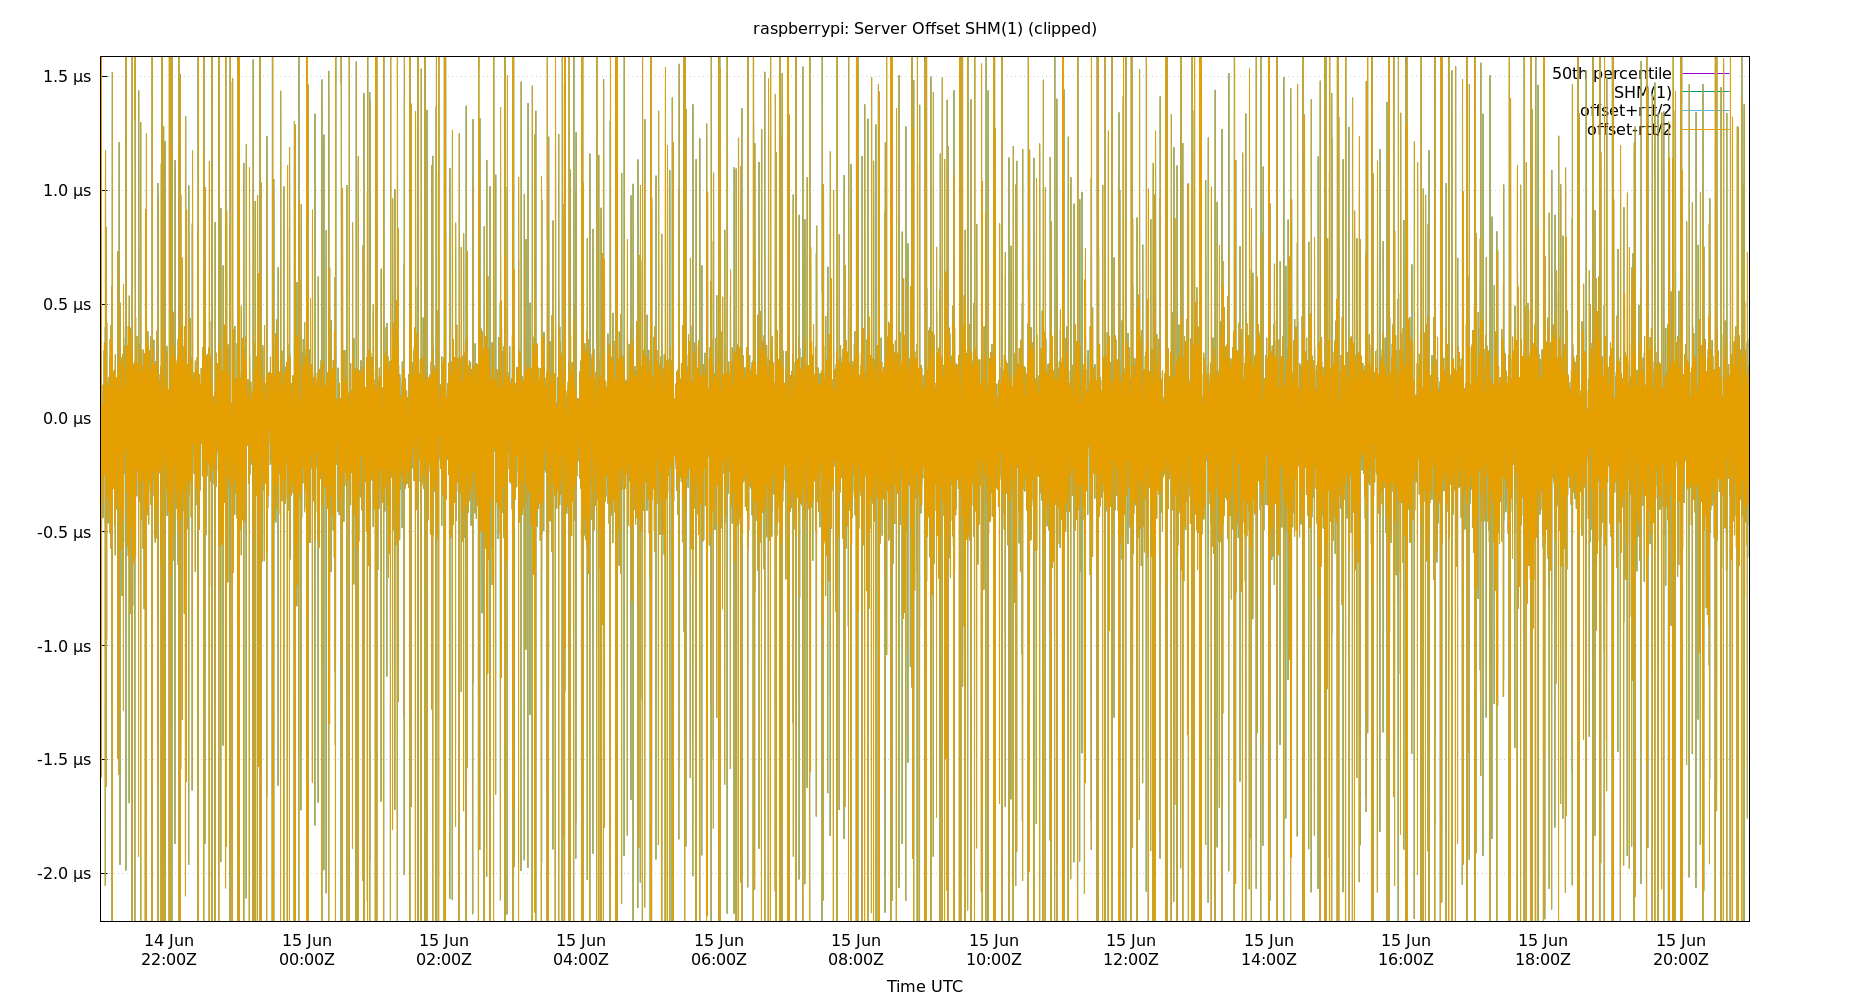 raspberrypi: Server Offset SHM(1) (clipped)
50th percentile
SHM(1)
offset+rtt/2
offset-rtt/2
1.5 µs
1.0 µs
0.5 µs
0.0 µs
-0.5 µs
-1.0 µs
-1.5 µs
-2.0 µs
14 Jun 15 Jun 15 Jun 15 Jun 15 Jun 15 Jun 15 Jun 15 Jun 15 Jun 15 Jun 15 Jun 15 Jun
22:00Z 00:00Z 02:00Z 04:00Z 06:00Z 08:00Z 10:00Z 12:00Z 14:00Z 16:00Z 18:00Z 20:00Z
Time UTC